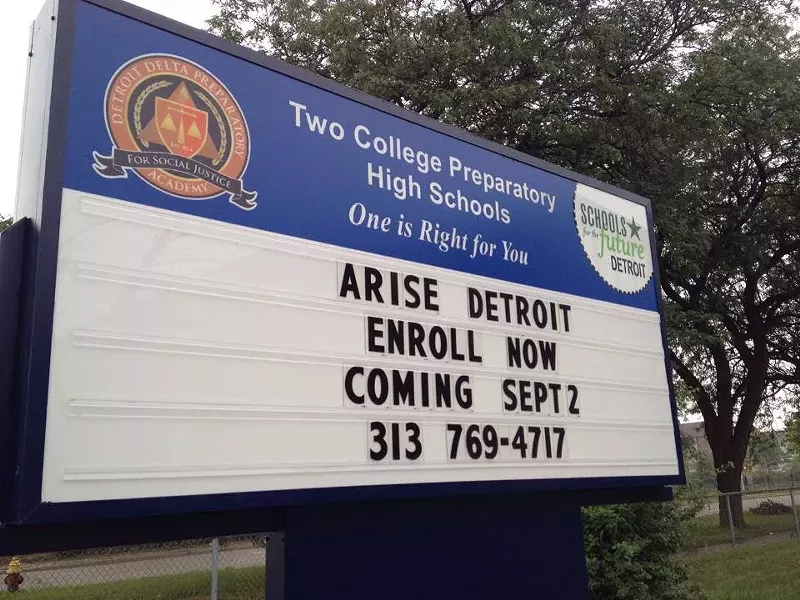 DETROIT DELTA PREPARATORY
FOR SOCIAL JUSTICE
ACADEMY
Two College Preparatory
High Schools
One is Right for You
SCHOOLS
for the future
DETROIT
ARISE DETROIT
ENROLL NOW
COMING SEPT 2
313 769-4717